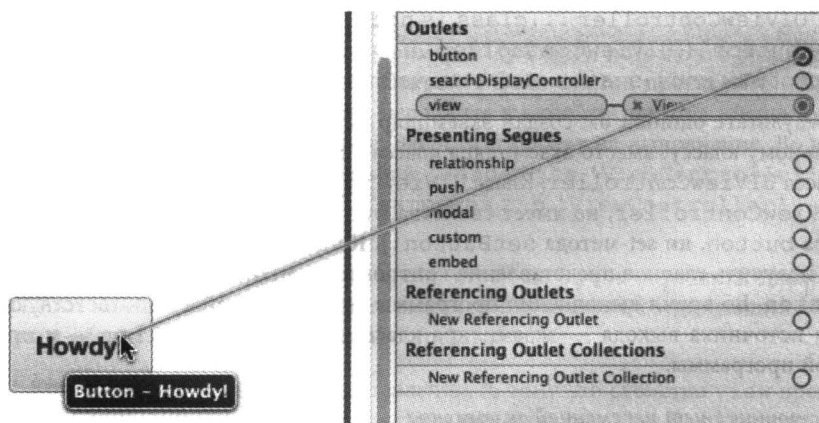 Outlets
button
searchDisplayController
view ✖ View
Presenting Segues
relationship
push
modal
custom
embed
Referencing Outlets
New Referencing Outlet
Referencing Outlet Collections
New Referencing Outlet Collection
Howdy
Button – Howdy!